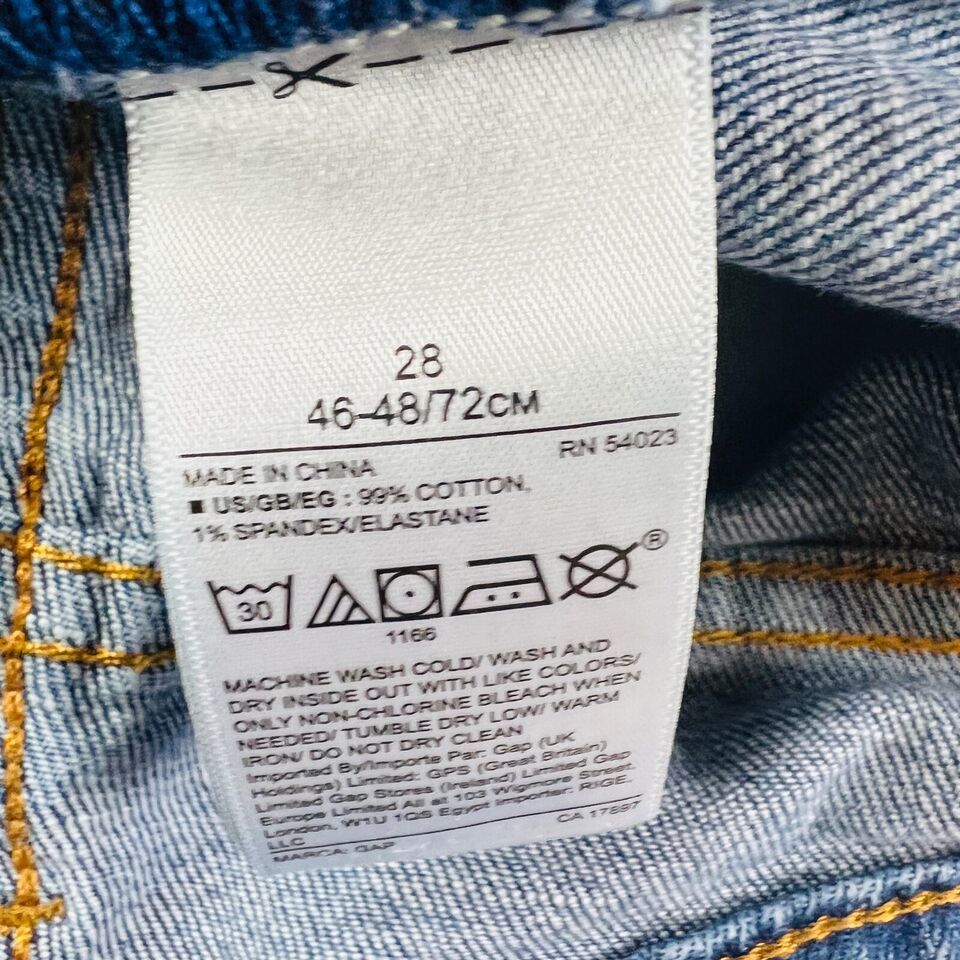 28
46-48/72CM
RN 54023
MADE IN CHINA
US/GB/EG : 99% COTTON,
1% SPANDEX/ELASTANE
30
®
1166
MACHINE WASH COLD/ WASH AND
DRY INSIDE OUT WITH LIKE COLORS/
ONLY NON-CHLORINE BLEACH WHEN
NEEDED/ TUMBLE DRY LOW/ WARM
IRON/ DO NOT DRY CLEAN
Imported By/Importe Par: Gap (UK
Holdings) Limited: GPS (Great Britain)
Limited Gap Stores (Ireland) Limited Gap
Europe Limited All at 103 Wigmore Street,
London, W1U 1QS Egypt Importer: RIGE,
LLC
CA 17897
MARCA: GAP